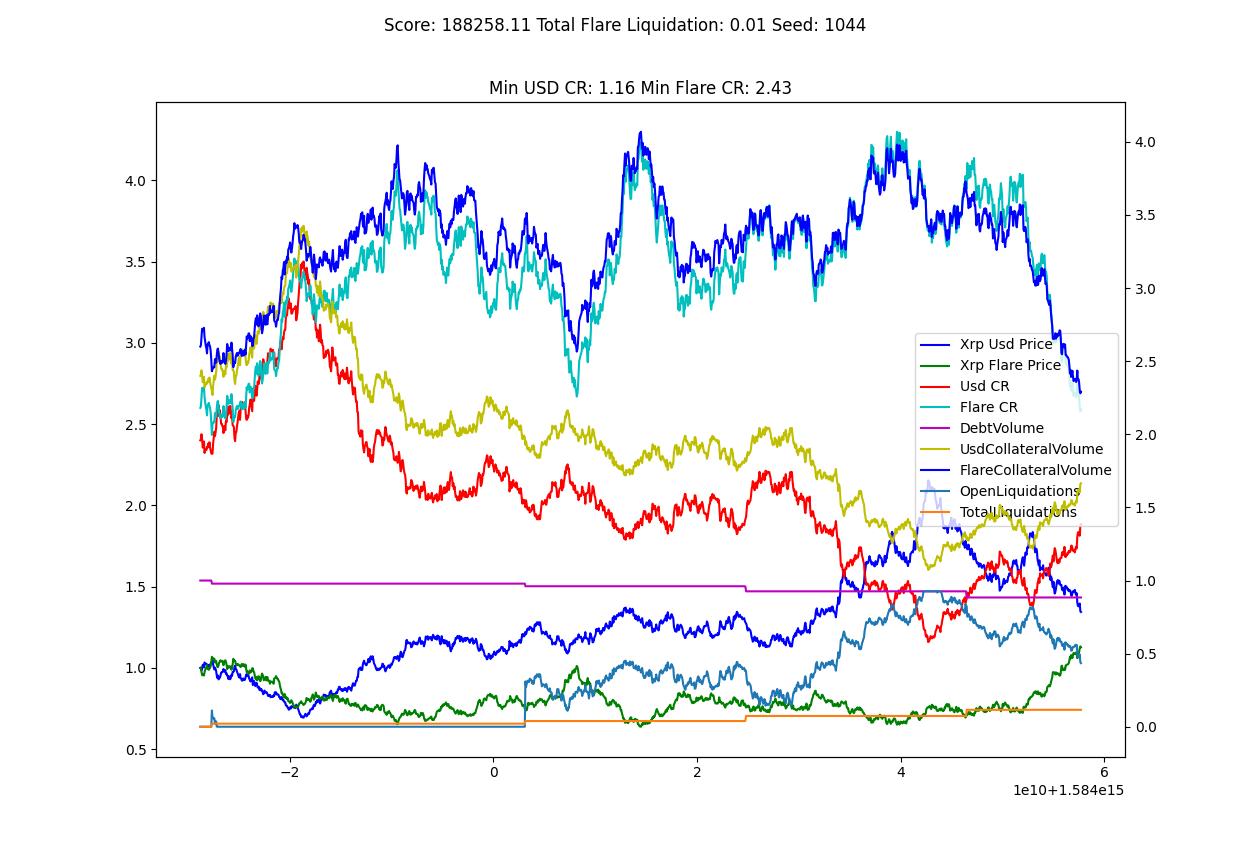 Score: 188258.11 Total Flare Liquidation: 0.01 Seed: 1044
Min USD CR: 1.16 Min Flare CR: 2.43
4.0
3.5
3.0
2.5
2.0
1.5
1.0
0.5
4.0
3.5
3.0
2.5
2.0
1.5
1.0
0.5
0.0
Xrp Usd Price
Xrp Flare Price
Usd CR
Flare CR
DebtVolume
UsdCollateralVolume
FlareCollateralVolume
OpenLiquidations
TotalLiquidations
−2 0 2 4 6
1e10+1.584e15